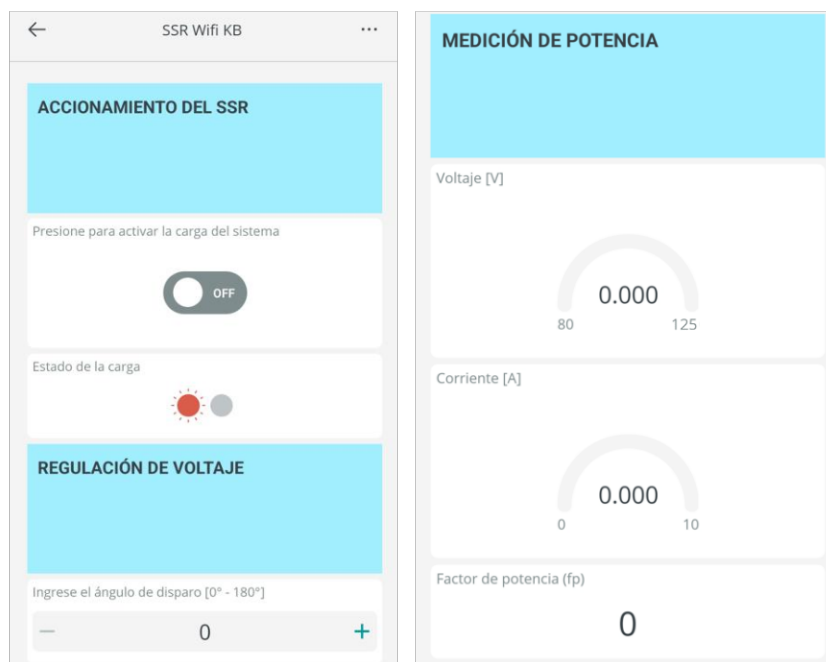 SSR Wifi KB
ACCIONAMIENTO DEL SSR
Presione para activar la carga del sistema
OFF
Estado de la carga
REGULACIÓN DE VOLTAJE
Ingrese el ángulo de disparo [0° - 180°]
0
MEDICIÓN DE POTENCIA
Voltaje [V]
0.000
80 125
Corriente [A]
0.000
0 10
Factor de potencia (fp)
0